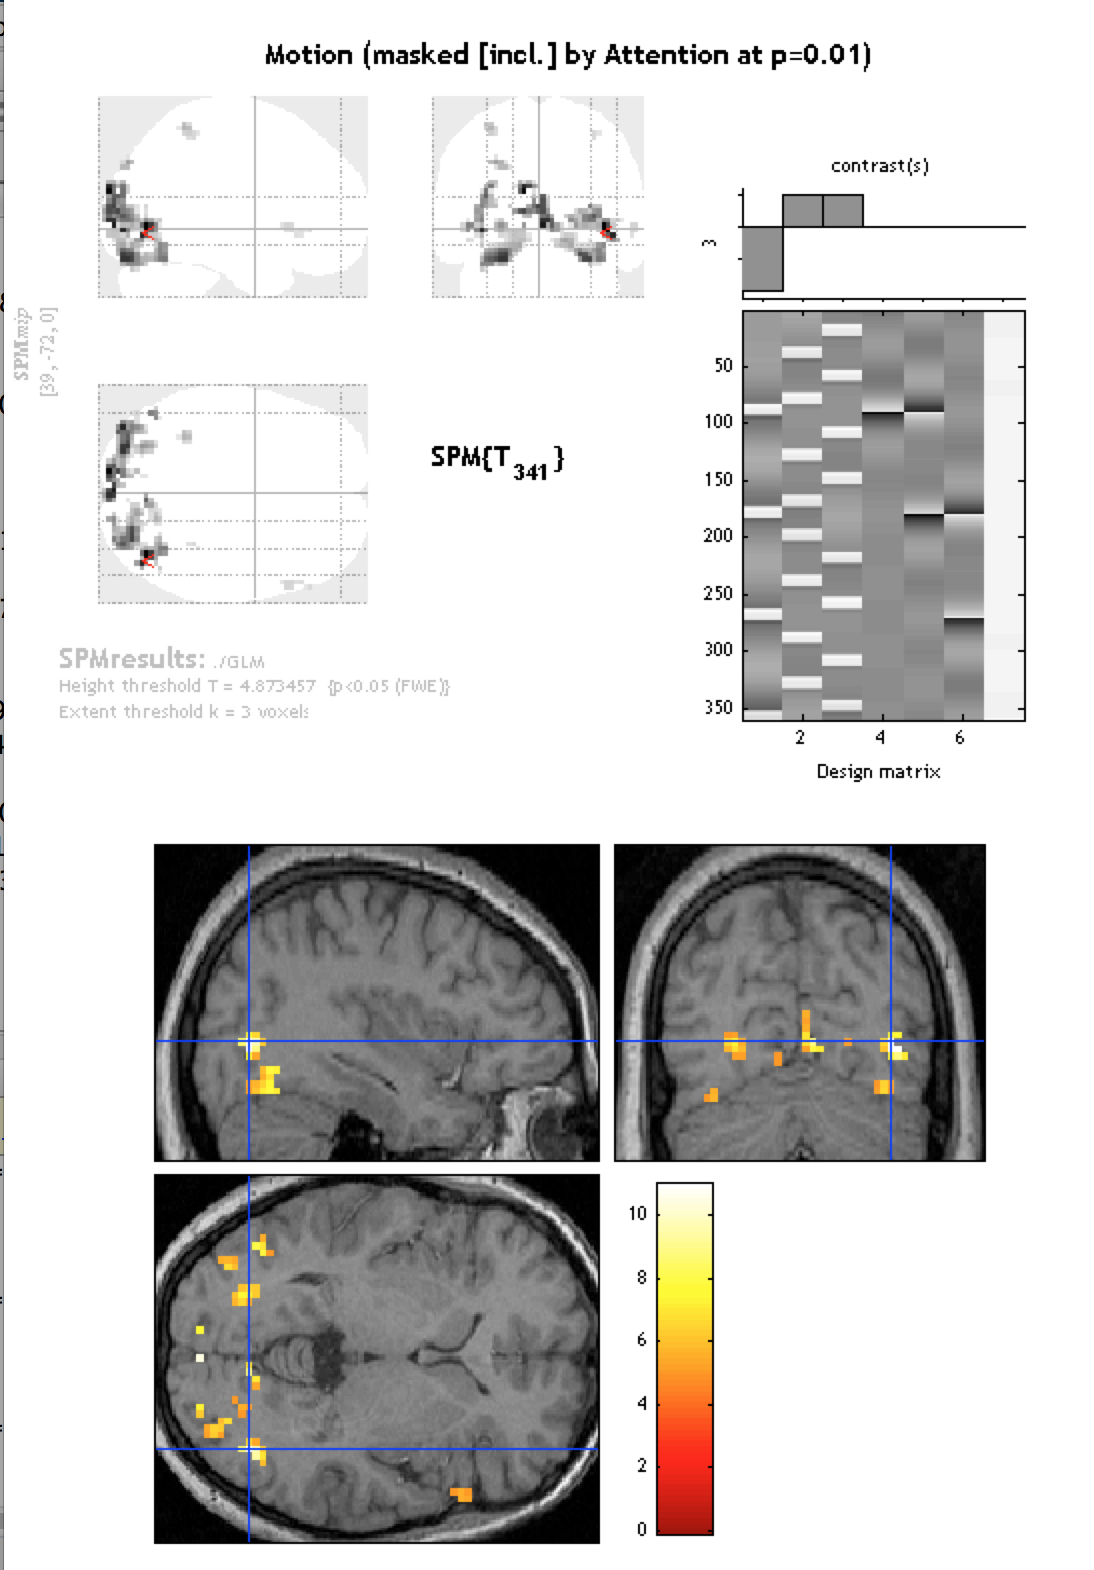 Motion (masked [incl.] by Attention at p=0.01)
SPMmip
[39, -72, 0]
SPM{T341}
SPMresults: ./GLM
Height threshold T = 4.873457 {p<0.05 (FWE)}
Extent threshold k = 3 voxels
contrast(s)
3
50
100
150
200
250
300
350
2 4 6
Design matrix
10
8
6
4
2
0